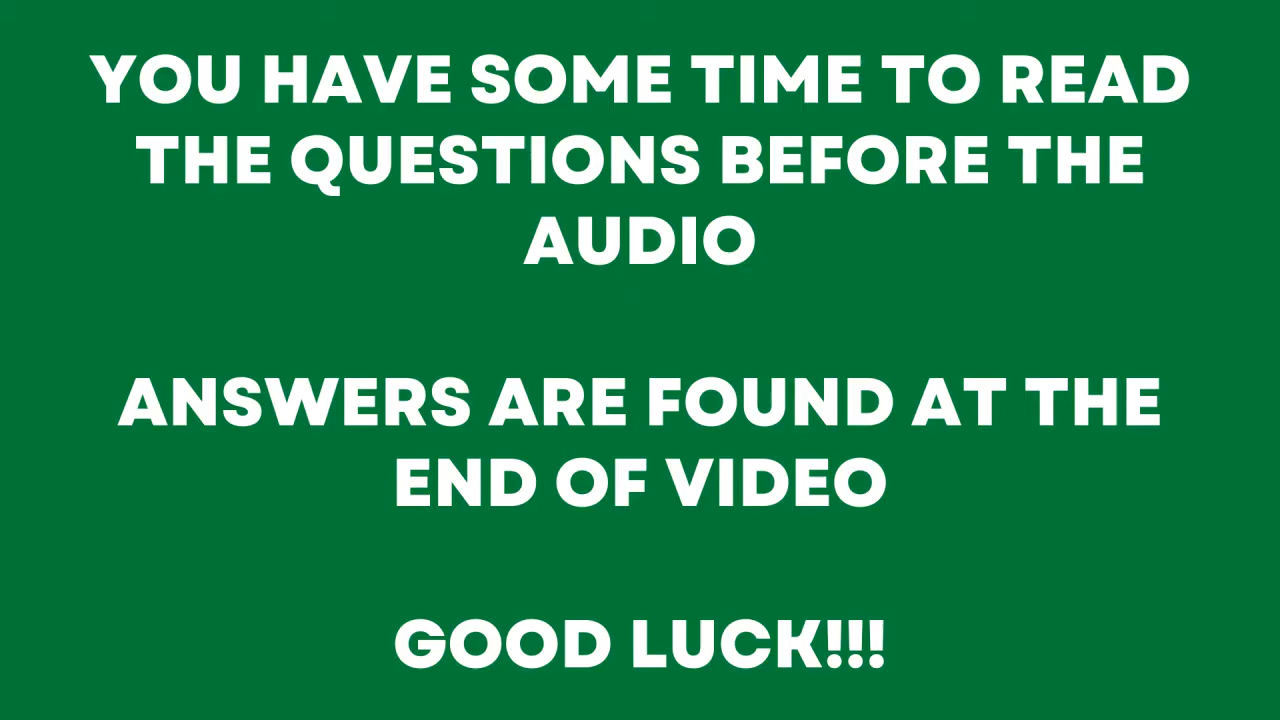 YOU HAVE SOME TIME TO READ
THE QUESTIONS BEFORE THE
AUDIO
ANSWERS ARE FOUND AT THE
END OF VIDEO
GOOD LUCK!!!